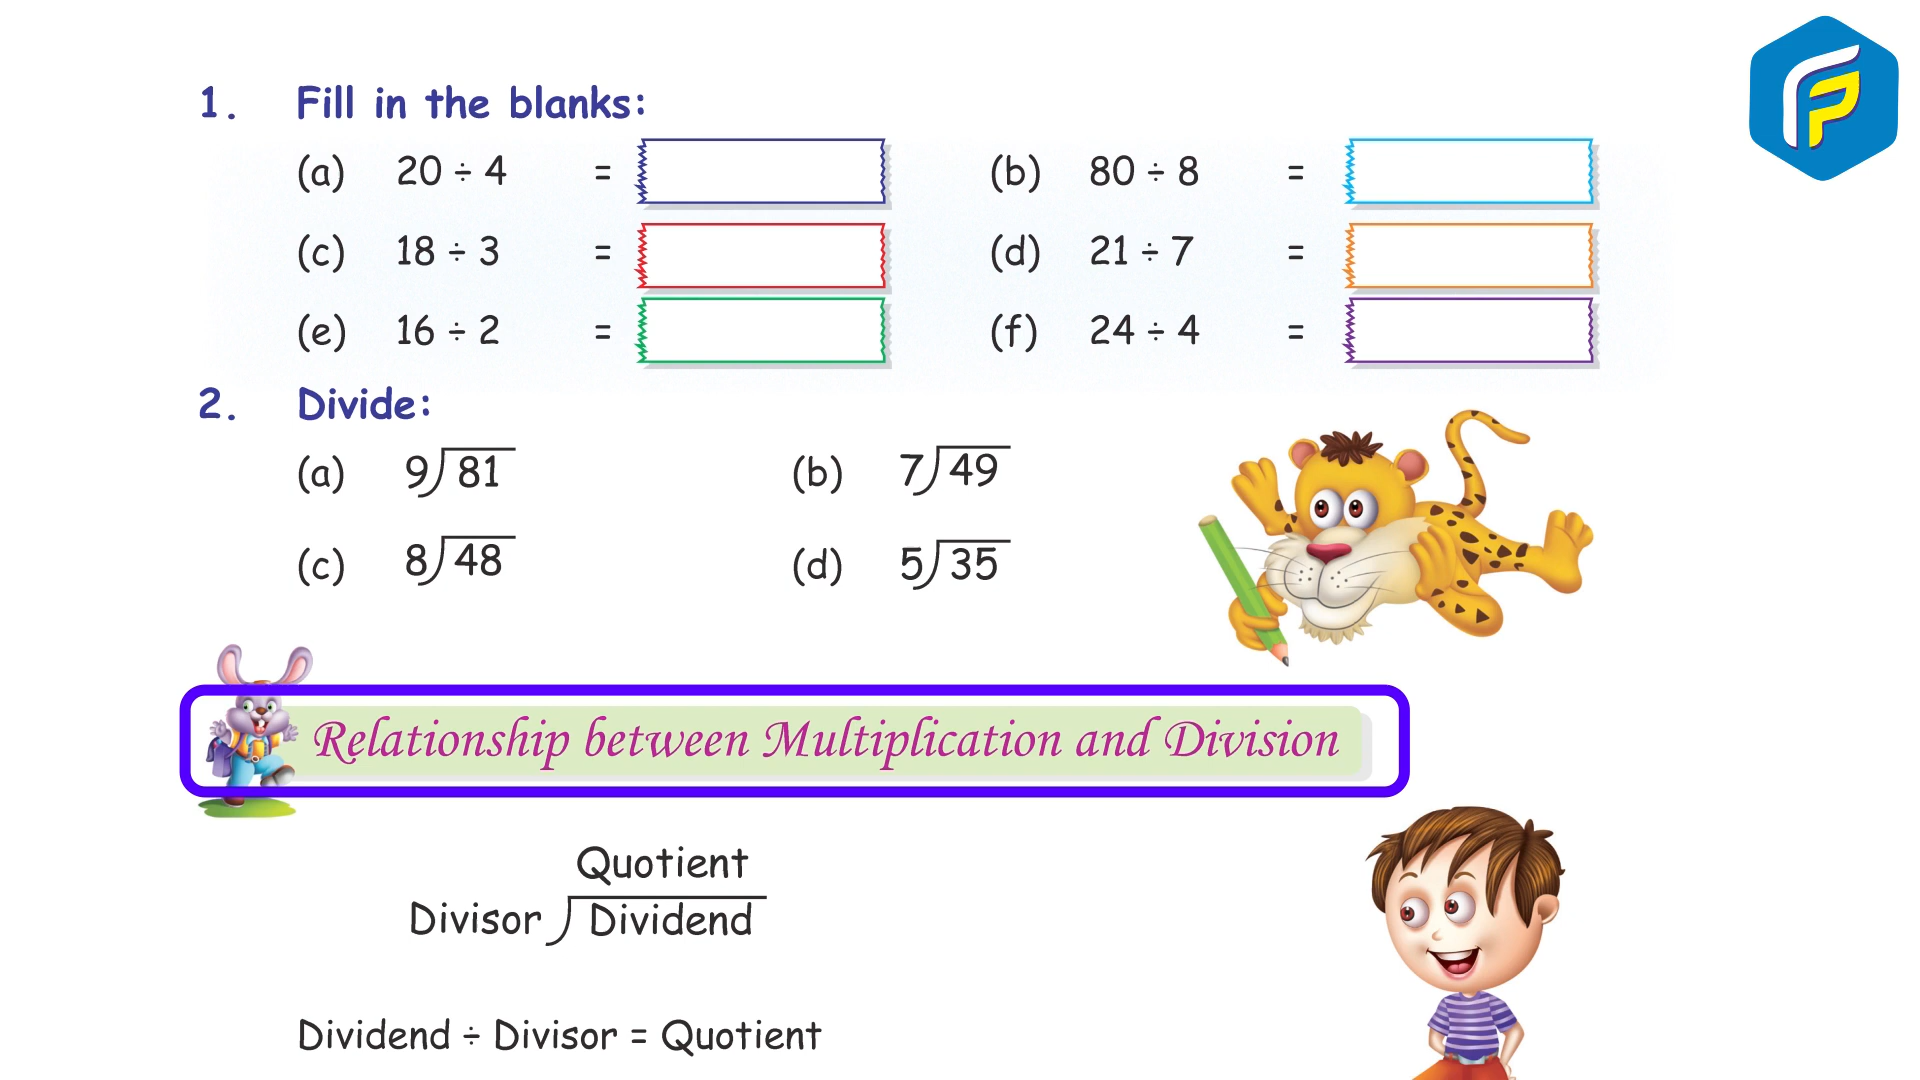 1. Fill in the blanks:
(a) 20 ÷ 4 =
(b) 80 ÷ 8 =
(c) 18 ÷ 3 =
(d) 21 ÷ 7 =
(e) 16 ÷ 2 =
(f) 24 ÷ 4 =
2. Divide:
(a) 9)81
(b) 7)49
(c) 8)48
(d) 5)35
Relationship between Multiplication and Division
Quotient
Divisor )Dividend
Dividend ÷ Divisor = Quotient